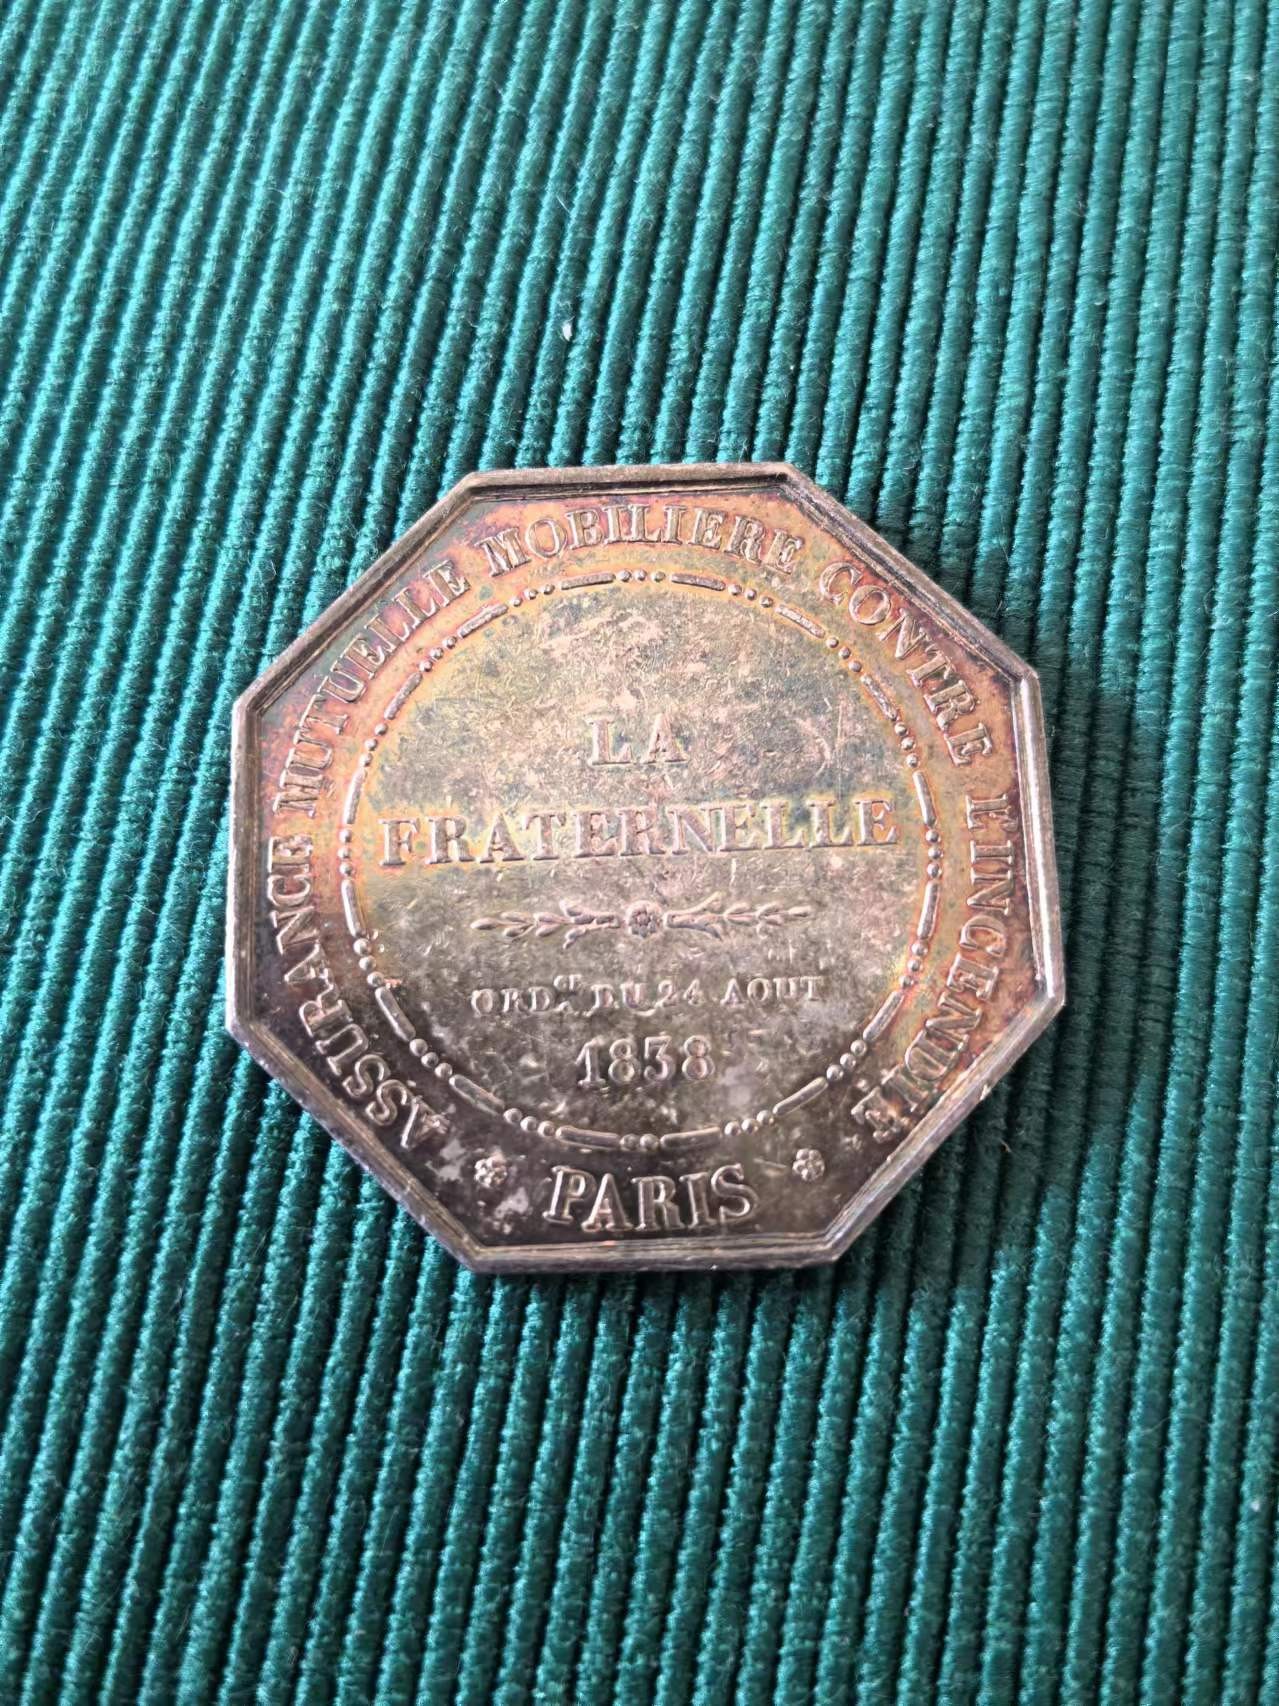 ASSURANCE MUTUELLE MOBILIERE CONTRE L'INCENDIE
LA
FRATERNELLE
ORD.CE DU 24 AOUT
1838
* PARIS *